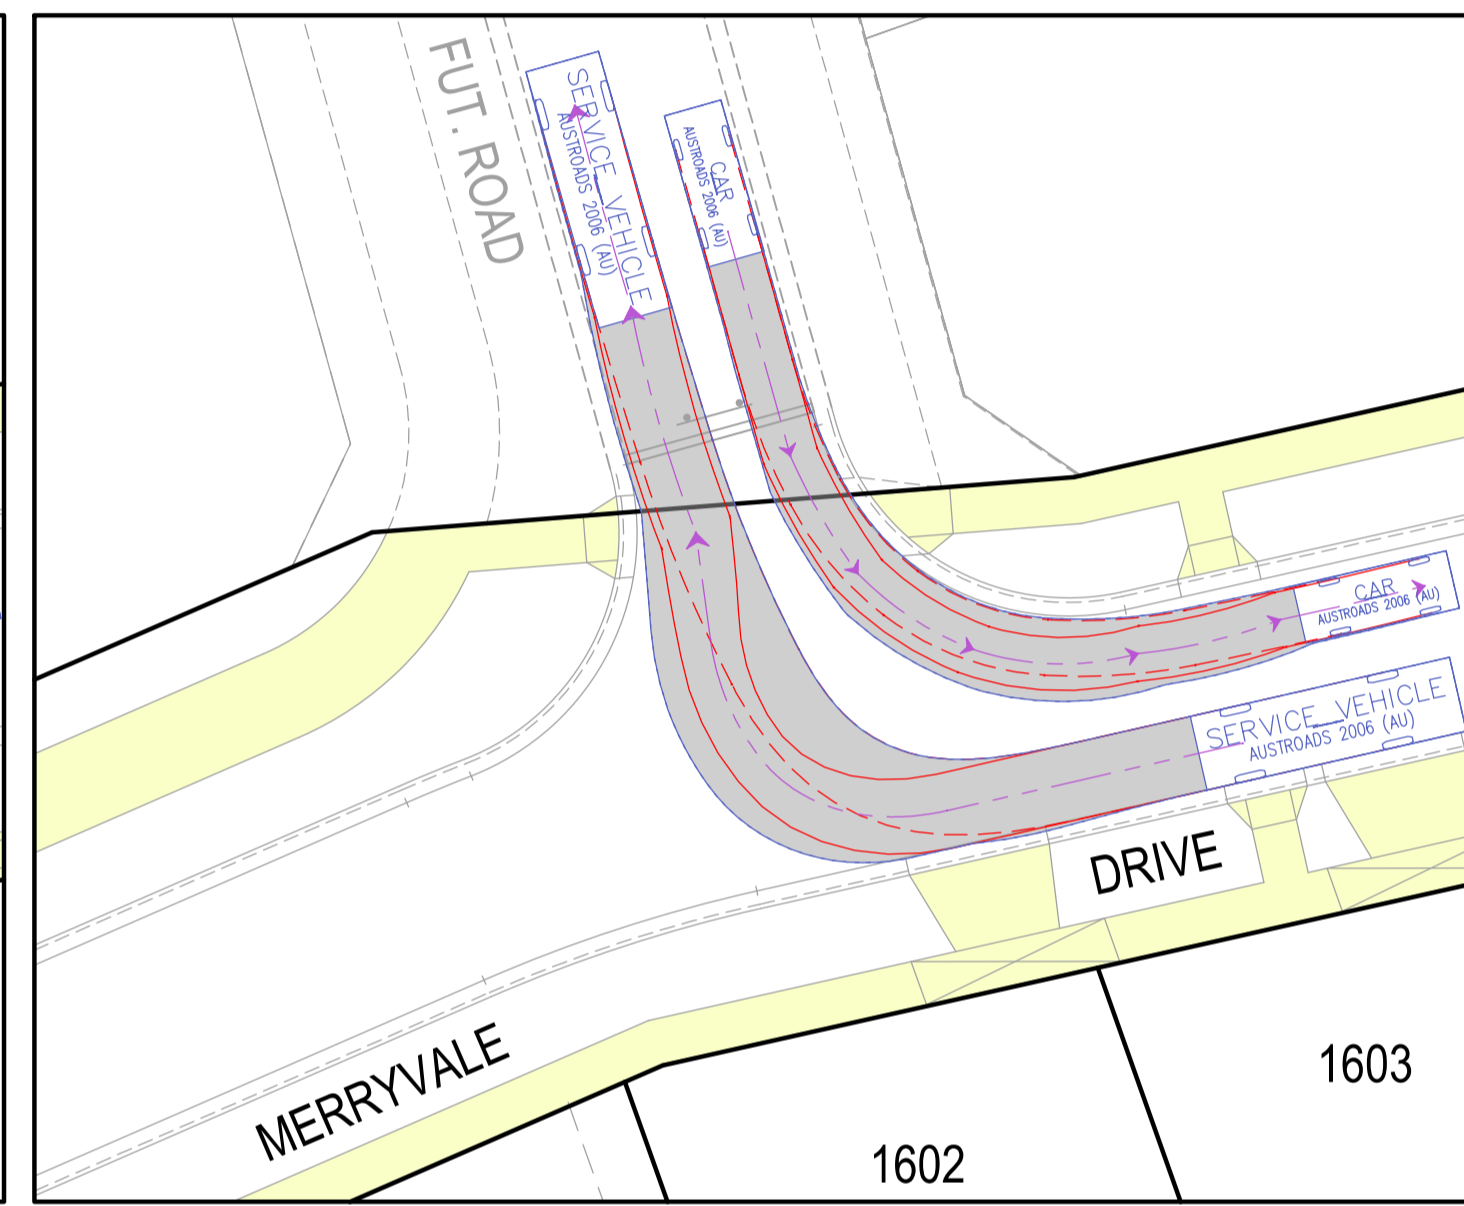 FUT. ROAD
SERVICE VEHICLE
AUSTROADS 2006 (AU)
CAR
AUSTROADS 2006 (AU)
CAR
AUSTROADS 2006 (AU)
SERVICE VEHICLE
AUSTROADS 2006 (AU)
DRIVE
MERRYVALE
1603
1602